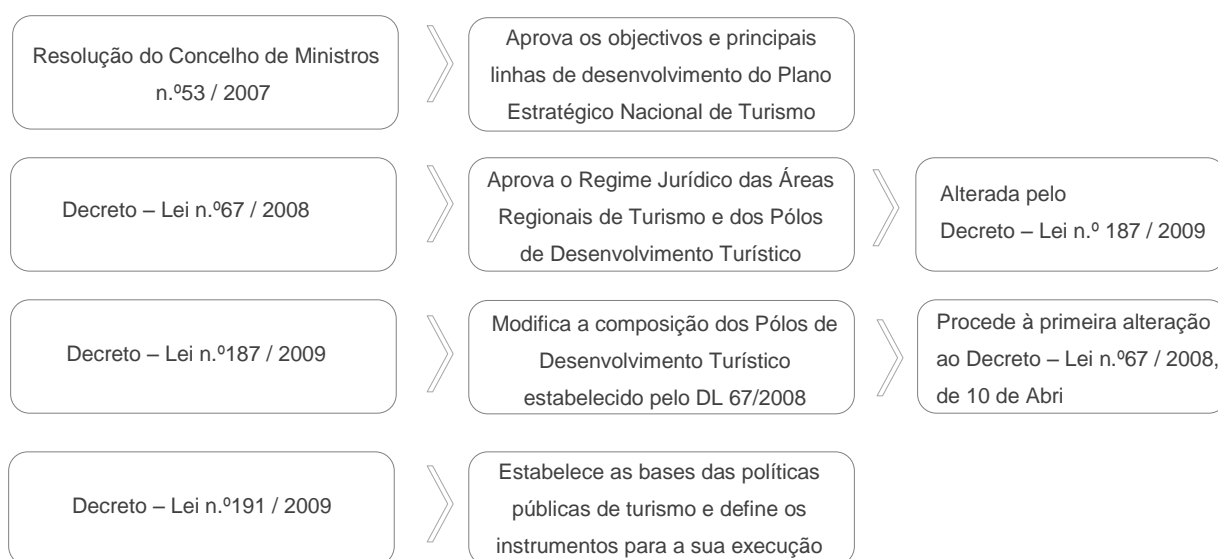 Resolução do Concelho de Ministros
n.º53 / 2007
Aprova os objectivos e principais
linhas de desenvolvimento do Plano
Estratégico Nacional de Turismo
Decreto – Lei n.º67 / 2008
Aprova o Regime Jurídico das Áreas
Regionais de Turismo e dos Pólos
de Desenvolvimento Turístico
Alterada pelo
Decreto – Lei n.º 187 / 2009
Decreto – Lei n.º187 / 2009
Modifica a composição dos Pólos de
Desenvolvimento Turístico
estabelecido pelo DL 67/2008
Procede à primeira alteração
ao Decreto – Lei n.º67 / 2008,
de 10 de Abri
Decreto – Lei n.º191 / 2009
Estabelece as bases das políticas
públicas de turismo e define os
instrumentos para a sua execução